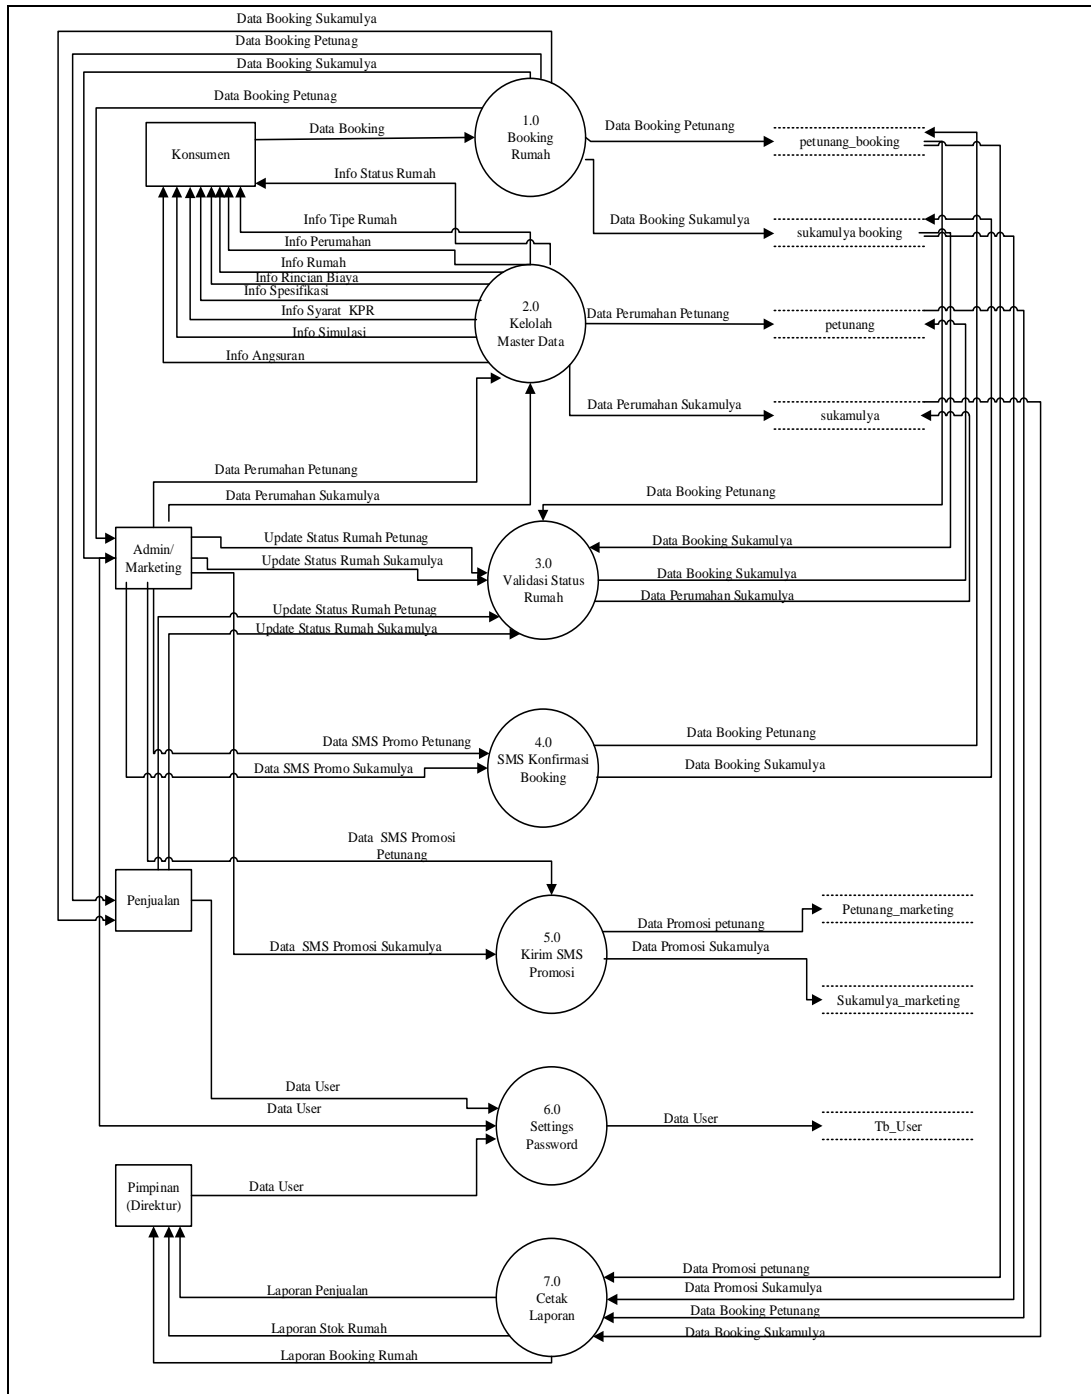 Data Booking Sukamulya
Data Booking Petunag
Data Booking Sukamulya
Data Booking Petunag
1.0
Booking
Rumah
Data Booking
Data Booking Petunang
petunang_booking
Konsumen
Info Status Rumah
Info Tipe Rumah
Data Booking Sukamulya
sukamulya booking
Info Perumahan
Info Rumah
Info Rincian Biaya
Info Spesifikasi
2.0
Kelolah
Master Data
Info Syarat KPR
Data Perumahan Petunang
petunang
Info Simulasi
Info Angsuran
Data Perumahan Sukamulya
sukamulya
Data Perumahan Petunang
Data Perumahan Sukamulya
Data Booking Petunang
Admin/
Marketing
Update Status Rumah Petunag
Update Status Rumah Sukamulya
3.0
Validasi Status
Rumah
Data Booking Sukamulya
Data Booking Sukamulya
Data Perumahan Sukamulya
Update Status Rumah Petunag
Update Status Rumah Sukamulya
Data SMS Promo Petunang
Data SMS Promo Sukamulya
4.0
SMS Konfirmasi
Booking
Data Booking Petunang
Data Booking Sukamulya
Data SMS Promosi
Petunang
Penjualan
Data SMS Promosi Sukamulya
5.0
Kirim SMS
Promosi
Data Promosi petunang
Petunang_marketing
Data Promosi Sukamulya
Sukamulya_marketing
Data User
Data User
6.0
Settings
Password
Data User
Tb_User
Pimpinan
(Direktur)
Data User
7.0
Cetak
Laporan
Data Promosi petunang
Data Promosi Sukamulya
Data Booking Petunang
Data Booking Sukamulya
Laporan Penjualan
Laporan Stok Rumah
Laporan Booking Rumah